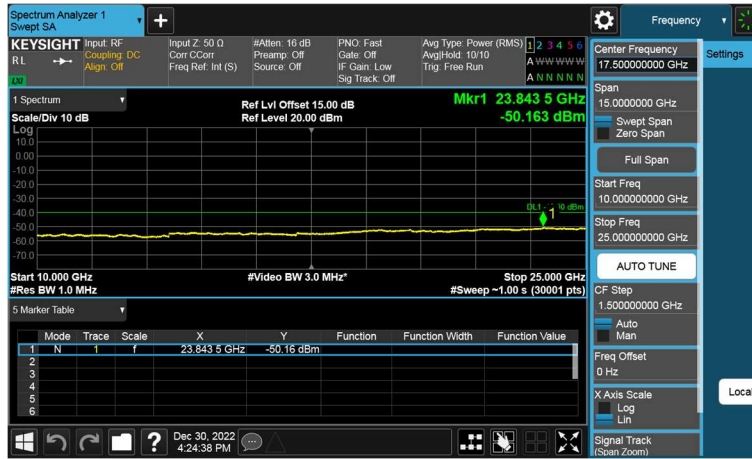 Spectrum Analyzer 1
Swept SA
Frequency
KEYSIGHT
R L
LXI
Input: RF
Coupling: DC
Align: Off
Input Z: 50 Ω
Corr CCorr
Freq Ref: Int (S)
#Atten: 16 dB
Preamp: Off
Source: Off
PNO: Fast
Gate: Off
IF Gain: Low
Sig Track: Off
Avg Type: Power (RMS)
Avg|Hold: 10/10
Trig: Free Run
1 2 3 4 5 6
A W W W W W
A N N N N N
1 Spectrum
Scale/Div 10 dB
Ref Lvl Offset 15.00 dB
Ref Level 20.00 dBm
Mkr1 23.843 5 GHz
-50.163 dBm
Log
10.0
0.00
-10.0
-20.0
-30.0
-40.0
-50.0
-60.0
-70.0
DL1
dBm
1
Start 10.000 GHz
#Res BW 1.0 MHz
#Video BW 3.0 MHz*
Stop 25.000 GHz
#Sweep ~1.00 s (30001 pts)
5 Marker Table
Mode Trace Scale X Y Function Function Width Function Value
1 N 1 f 23.843 5 GHz -50.16 dBm
2
3
4
5
6
?
Dec 30, 2022
4:24:38 PM
Center Frequency
17.500000000 GHz
Span
15.0000000 GHz
Swept Span
Zero Span
Full Span
Start Freq
10.000000000 GHz
Stop Freq
25.000000000 GHz
AUTO TUNE
CF Step
1.500000000 GHz
Auto
Man
Freq Offset
0 Hz
X Axis Scale
Log
Lin
Signal Track
(Span Zoom)
Settings
Local